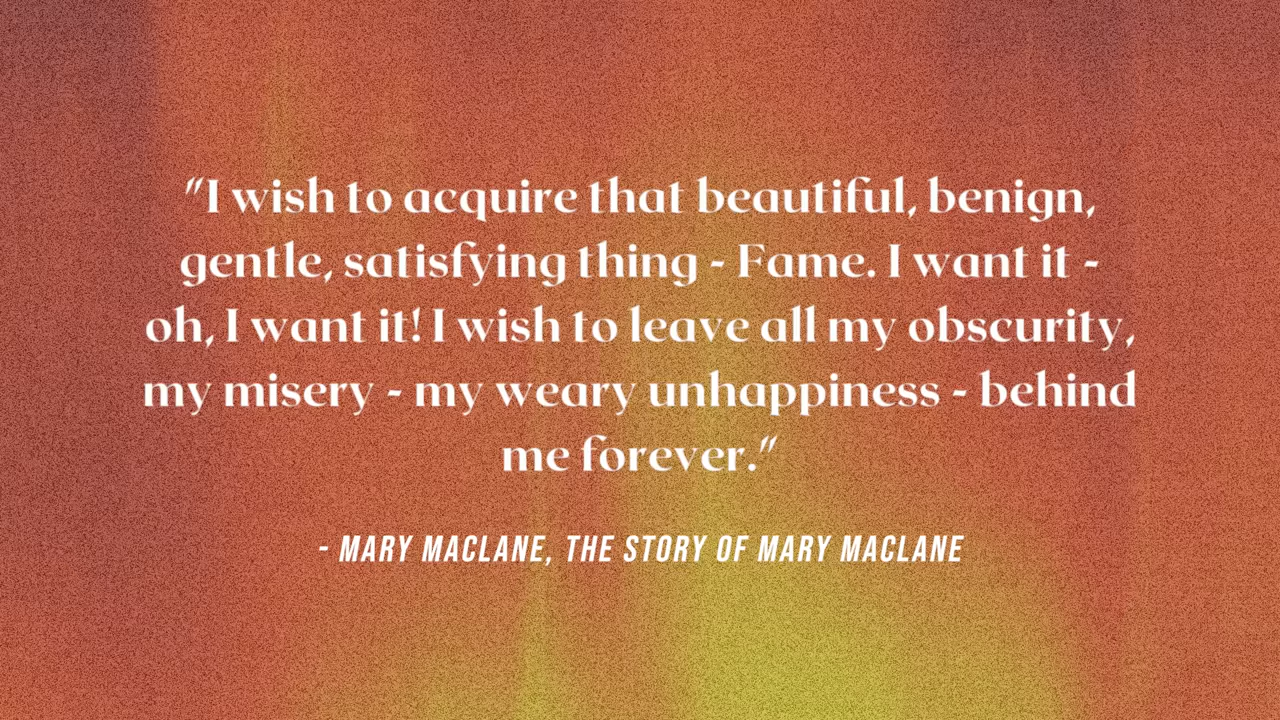 "I wish to acquire that beautiful, benign,
gentle, satisfying thing - Fame. I want it -
oh, I want it! I wish to leave all my obscurity,
my misery - my weary unhappiness - behind
me forever."
- MARY MACLANE, THE STORY OF MARY MACLANE